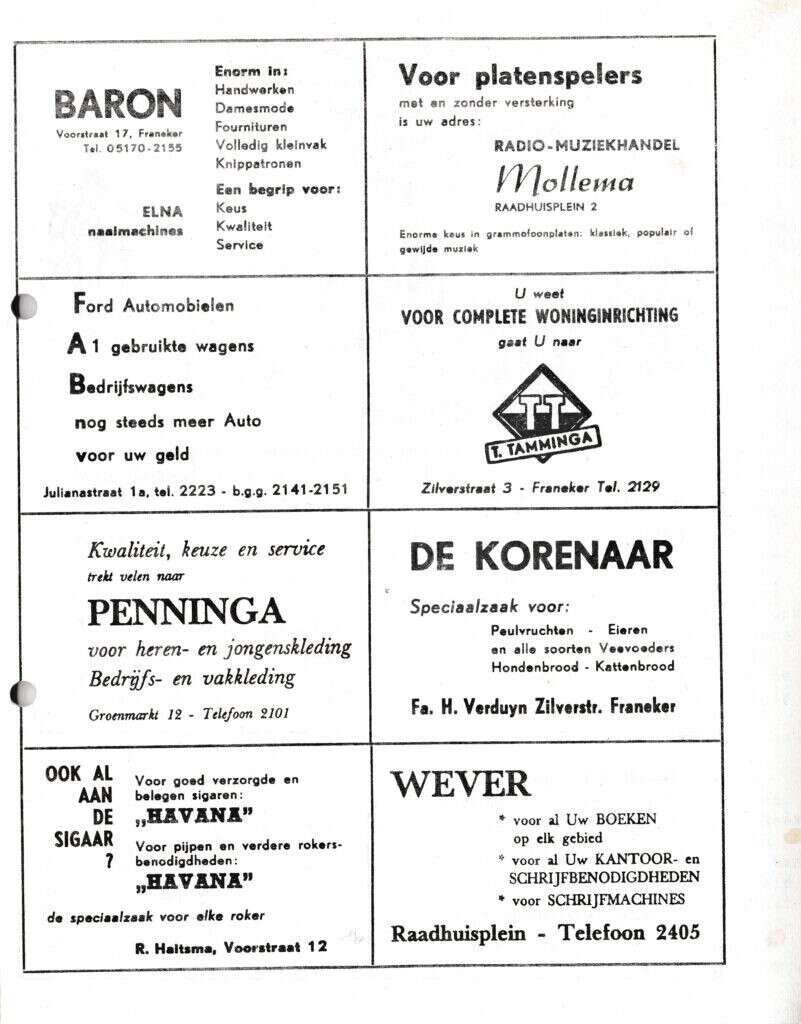 BARON
Voorstraat 17, Franeker
Tel. 05170-2155
ELNA
naaimachines
Enorm in:
Handwerken
Damesmode
Fournituren
Volledig kleinvak
Knippatronen
Een begrip voor:
Keus
Kwaliteit
Service
Voor platenspelers
met en zonder versterking
is uw adres:
RADIO-MUZIEKHANDEL
Mollema
RAADHUISPLEIN 2
Enorme keus in grammofoonplaten: klassiek, populair of
gewijde muziek
Ford Automobielen
A 1 gebruikte wagens
Bedrijfswagens
nog steeds meer Auto
voor uw geld
Julianastraat 1a, tel. 2223 - b.g.g. 2141-2151
U weet
VOOR COMPLETE WONINGINRICHTING
gaat U naar
TT
T. TAMMINGA
Zilverstraat 3 - Franeker Tel. 2129
Kwaliteit, keuze en service
trekt velen naar
PENNINGA
voor heren- en jongenskleding
Bedrijfs- en vakkleding
Groenmarkt 12 - Telefoon 2101
DE KORENAAR
Speciaalzaak voor:
Peulvruchten - Eieren
en alle soorten Veevoeders
Hondenbrood - Kattenbrood
Fa. H. Verduyn Zilverstr. Franeker
OOK AL
AAN
DE
SIGAAR
?
Voor goed verzorgde en
belegen sigaren:
„HAVANA”
Voor pijpen en verdere rokers-
benodigdheden:
„HAVANA”
de speciaalzaak voor elke roker
R. Haitsma, Voorstraat 12
WEVER
* voor al Uw BOEKEN
op elk gebied
* voor al Uw KANTOOR- en
SCHRIJFBENODIGDHEDEN
* voor SCHRIJFMACHINES
Raadhuisplein - Telefoon 2405